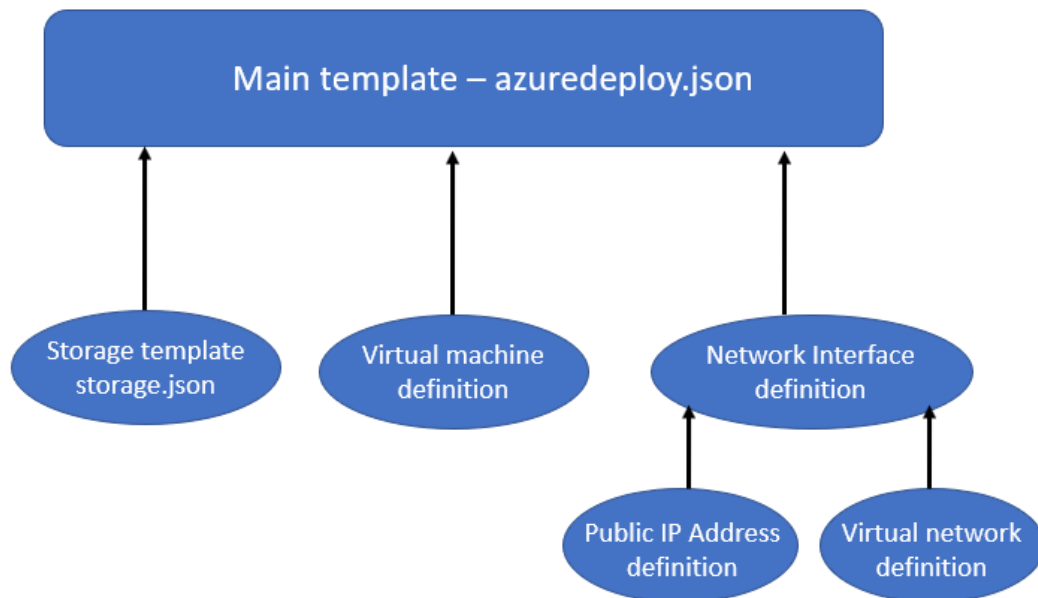 Main template – azuredeploy.json
Storage template
storage.json
Virtual machine
definition
Network Interface
definition
Public IP Address
definition
Virtual network
definition